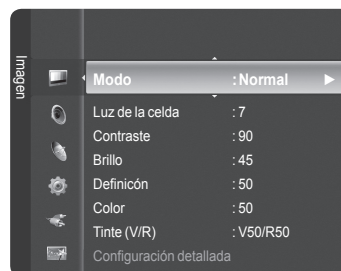 Imagen
Modo : Normal
Luz de la celda : 7
Contraste : 90
Brillo : 45
Definicón : 50
Color : 50
Tinte (V/R) : V50/R50
Configuración detallada